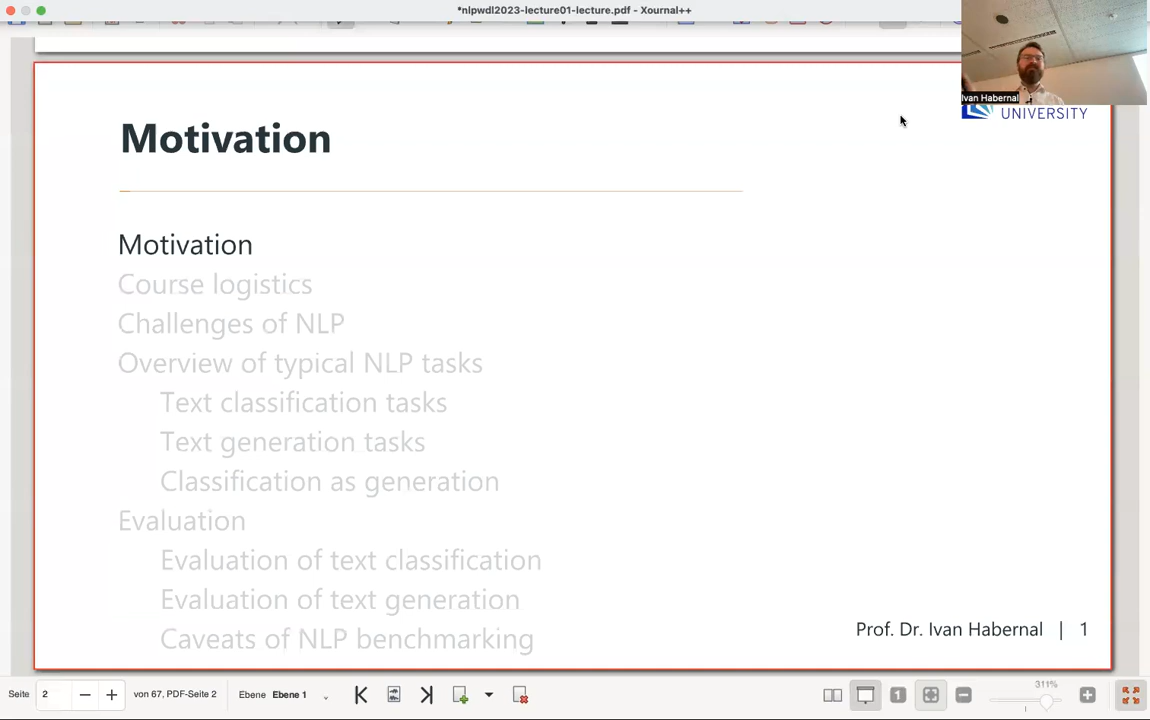 *nlpwdl2023-lecture01-lecture.pdf - Xournal++
Ivan Habernal
UNIVERSITY
Motivation
Motivation
Course logistics
Challenges of NLP
Overview of typical NLP tasks
Text classification tasks
Text generation tasks
Classification as generation
Evaluation
Evaluation of text classification
Evaluation of text generation
Caveats of NLP benchmarking
Prof. Dr. Ivan Habernal | 1
311%
Seite 2 von 67, PDF-Seite 2 Ebene Ebene 1 1